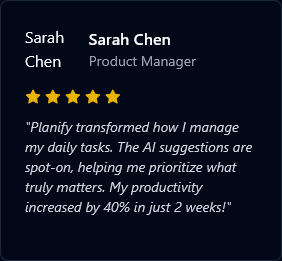 Sarah
Chen
Sarah Chen
Product Manager
"Planify transformed how I manage
my daily tasks. The AI suggestions are
spot-on, helping me prioritize what
truly matters. My productivity
increased by 40% in just 2 weeks!"